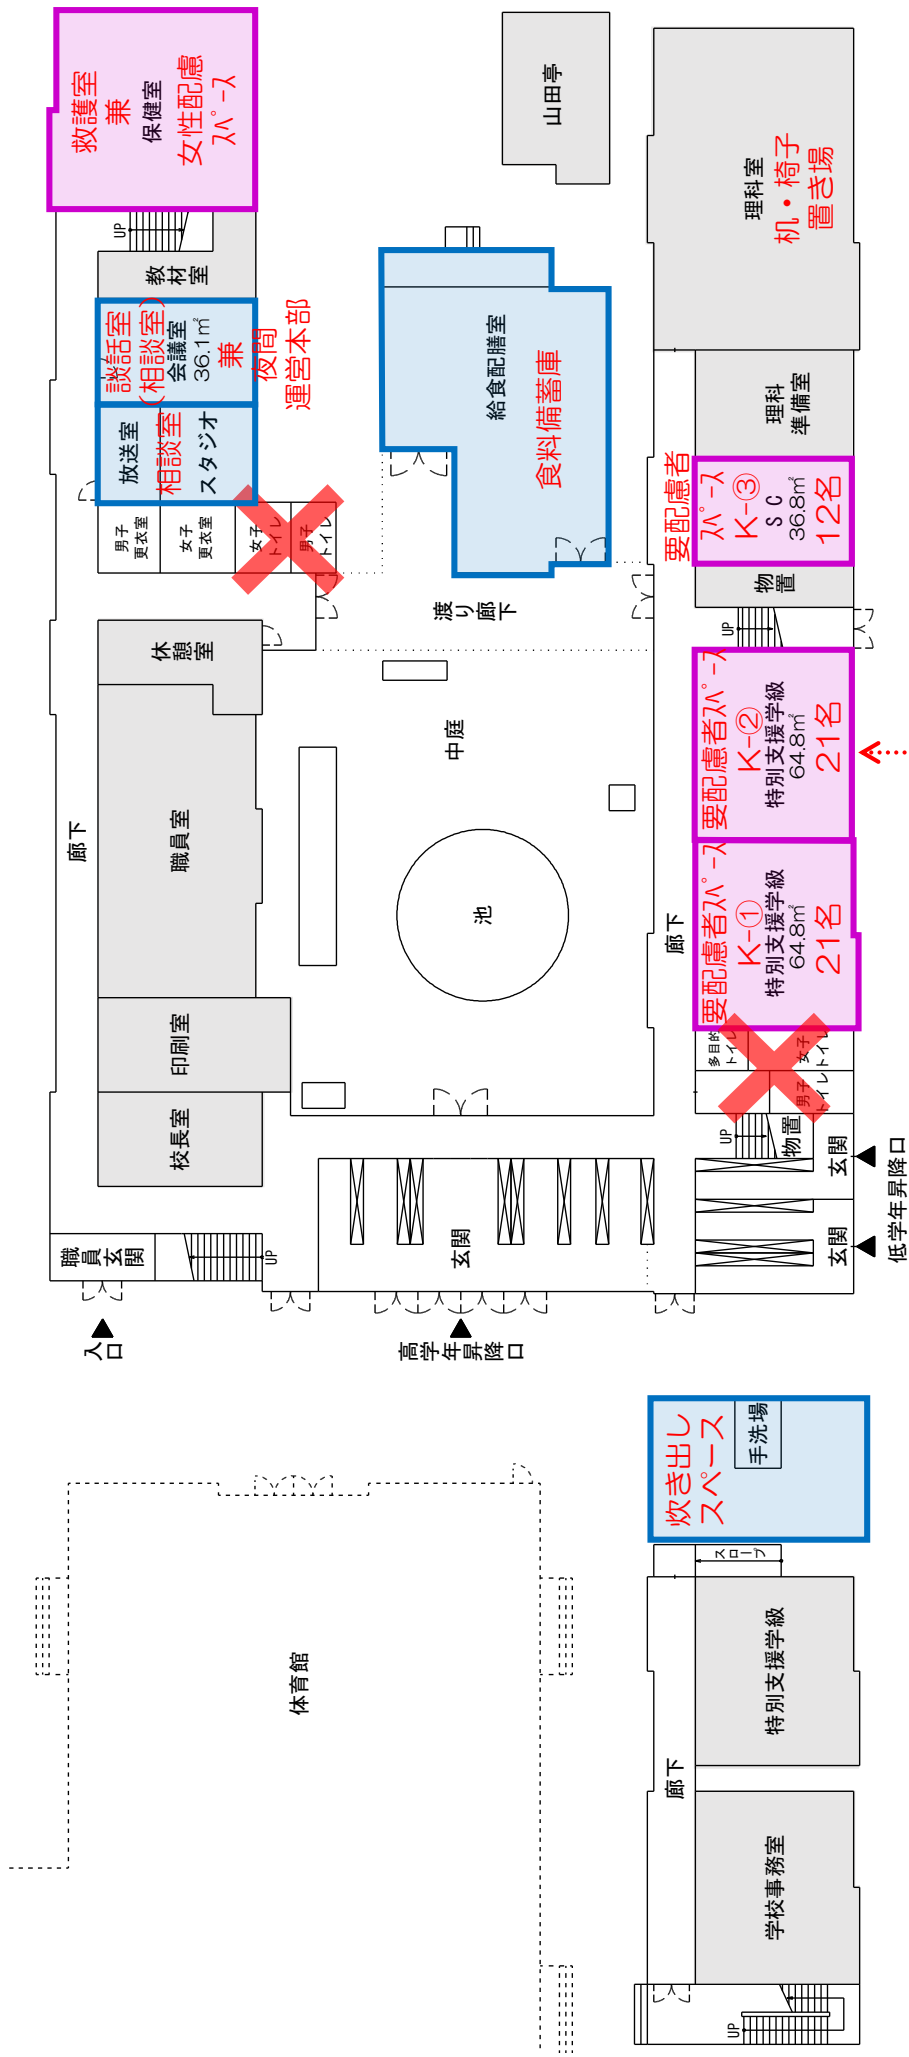 救護室
兼
保健室
女性配慮
スペース
UP
教材室
談話室
(相談室)
会議室
36.1㎡
兼
夜間
運営本部
放送室
相談室
スタジオ
男子
更衣室
女子
更衣室
女子
トイレ
男子
トイレ
休憩室
職員室
廊下
印刷室
校長室
職員
玄関
UP
入口
山田亭
給食配膳室
食料備蓄庫
渡り廊下
中庭
池
玄関
高学年昇降口
理科室
机・椅子
置き場
理科
準備室
要配慮者
スペース
K-③
SC
36.8㎡
12名
物置
UP
要配慮者スペース
K-②
特別支援学級
64.8㎡
21名
要配慮者スペース
K-①
特別支援学級
64.8㎡
21名
廊下
多目的
トイレ
女子
トイレ
男子
トイレ
UP
物置
玄関
玄関
低学年昇降口
体育館
炊き出し
スペース
手洗場
スロープ
特別支援学級
廊下
学校事務室
UP